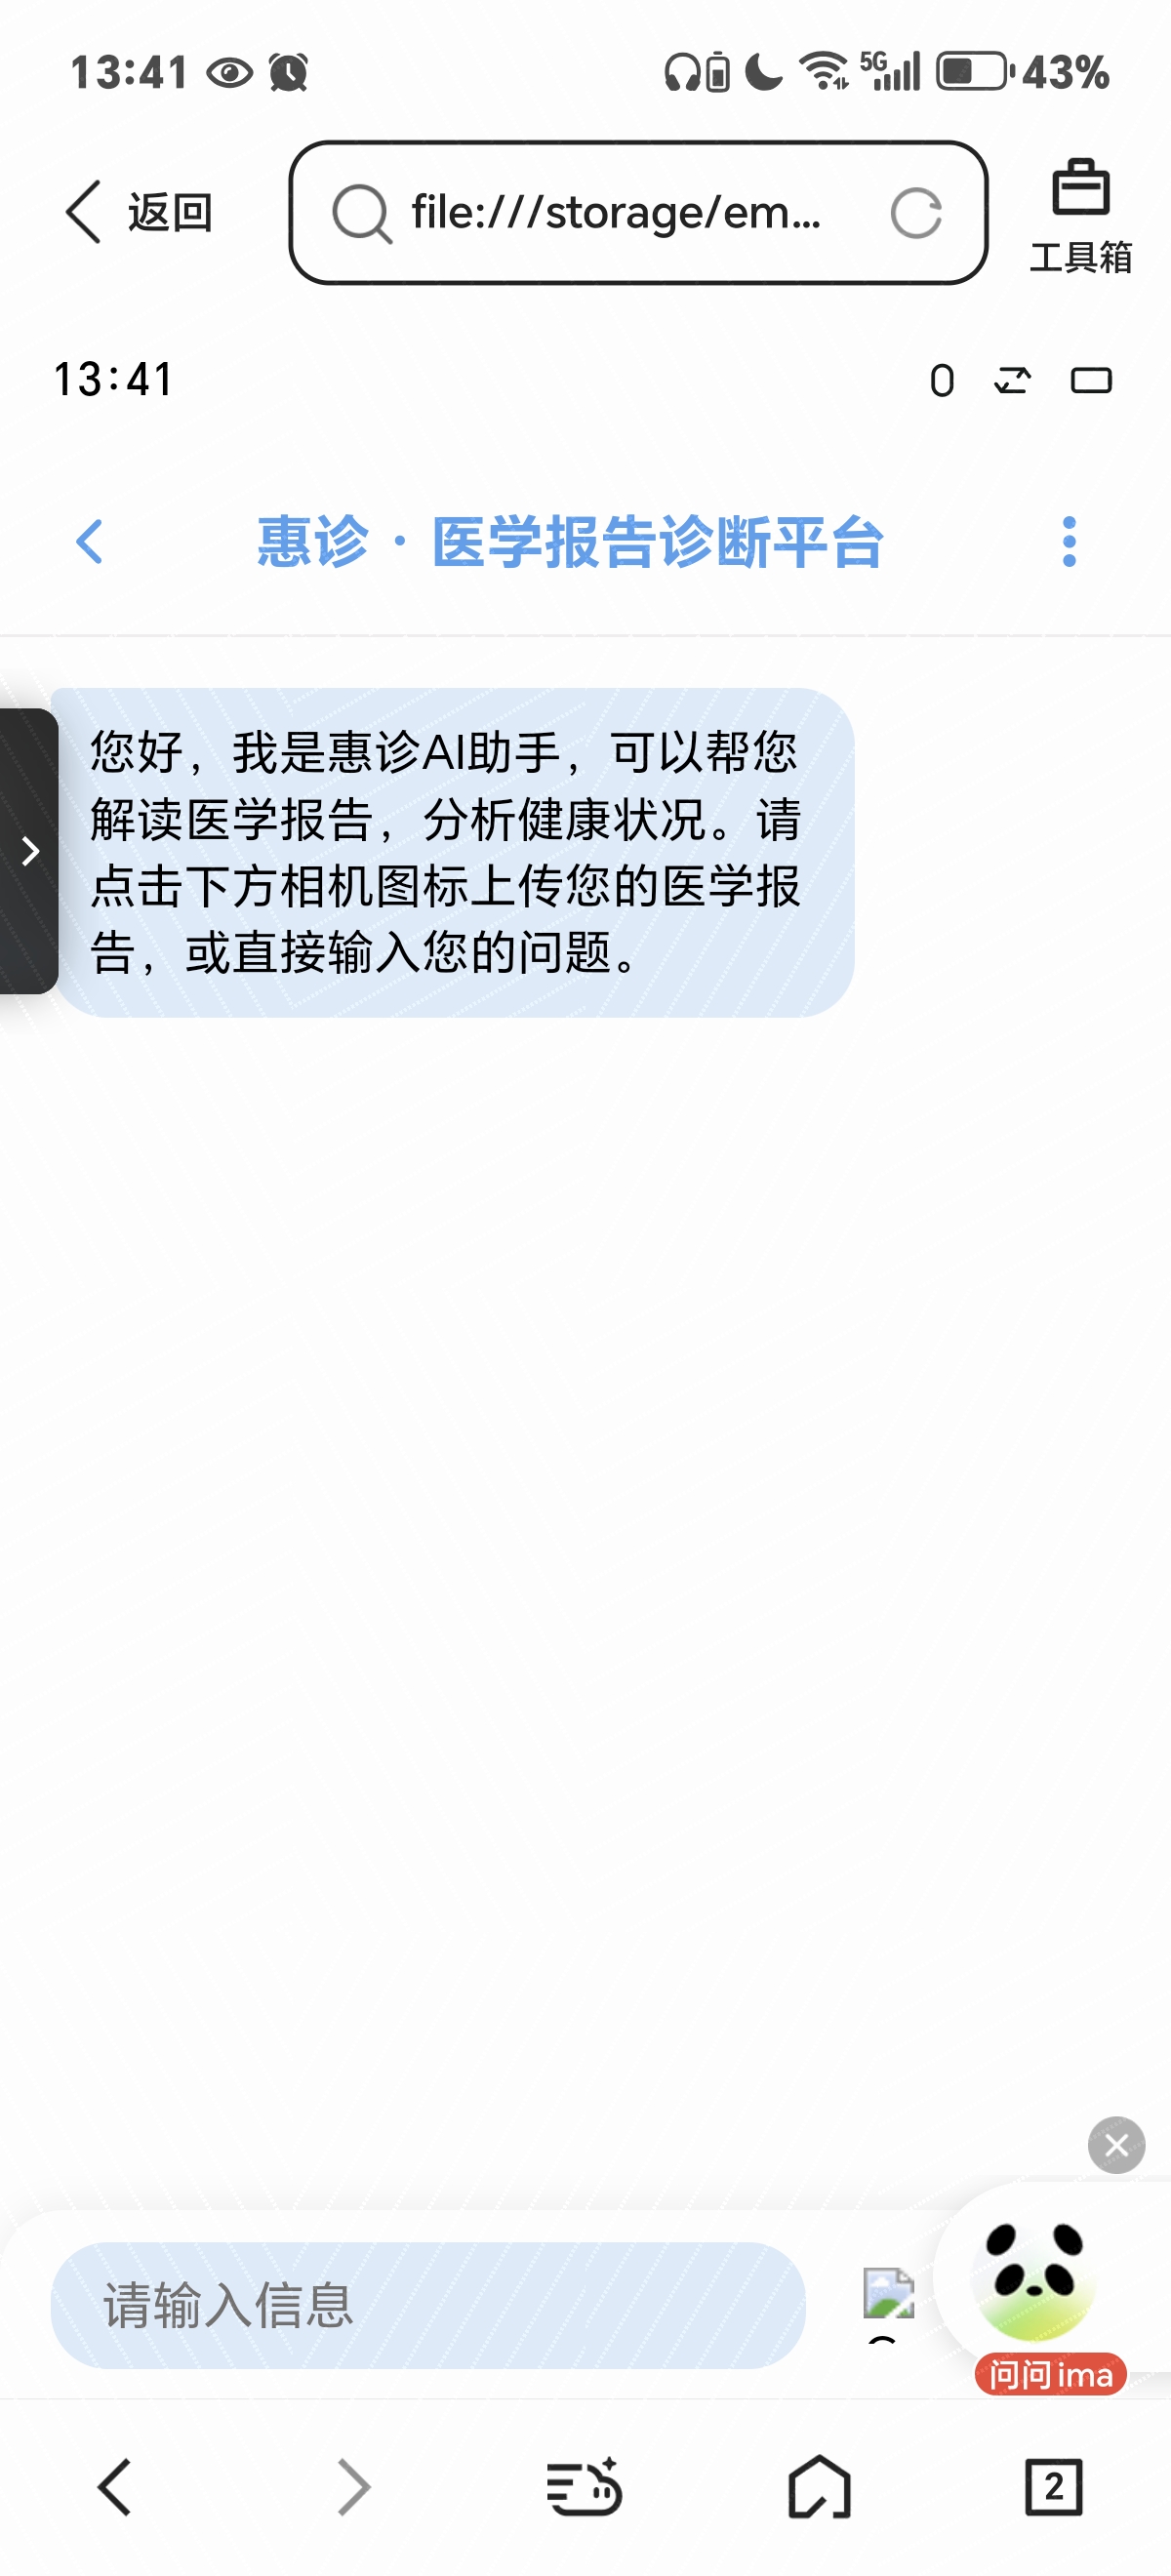 13:41
5G
43%
返回
file:///storage/em...
工具箱
13:41
惠诊 · 医学报告诊断平台
您好，我是惠诊AI助手，可以帮您
解读医学报告，分析健康状况。请
点击下方相机图标上传您的医学报
告，或直接输入您的问题。
请输入信息
问问ima
2